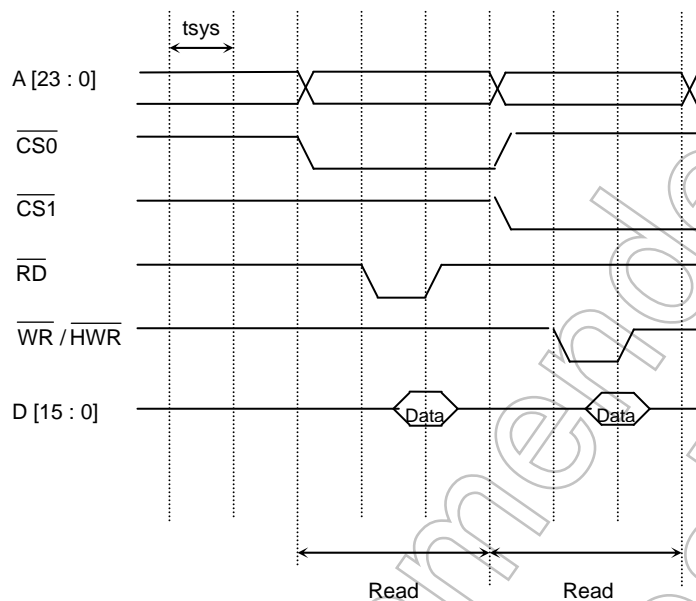 tsys
A [23 : 0]
CS0
CS1
RD
WR / HWR
D [15 : 0]
Data
Data
Read
Read